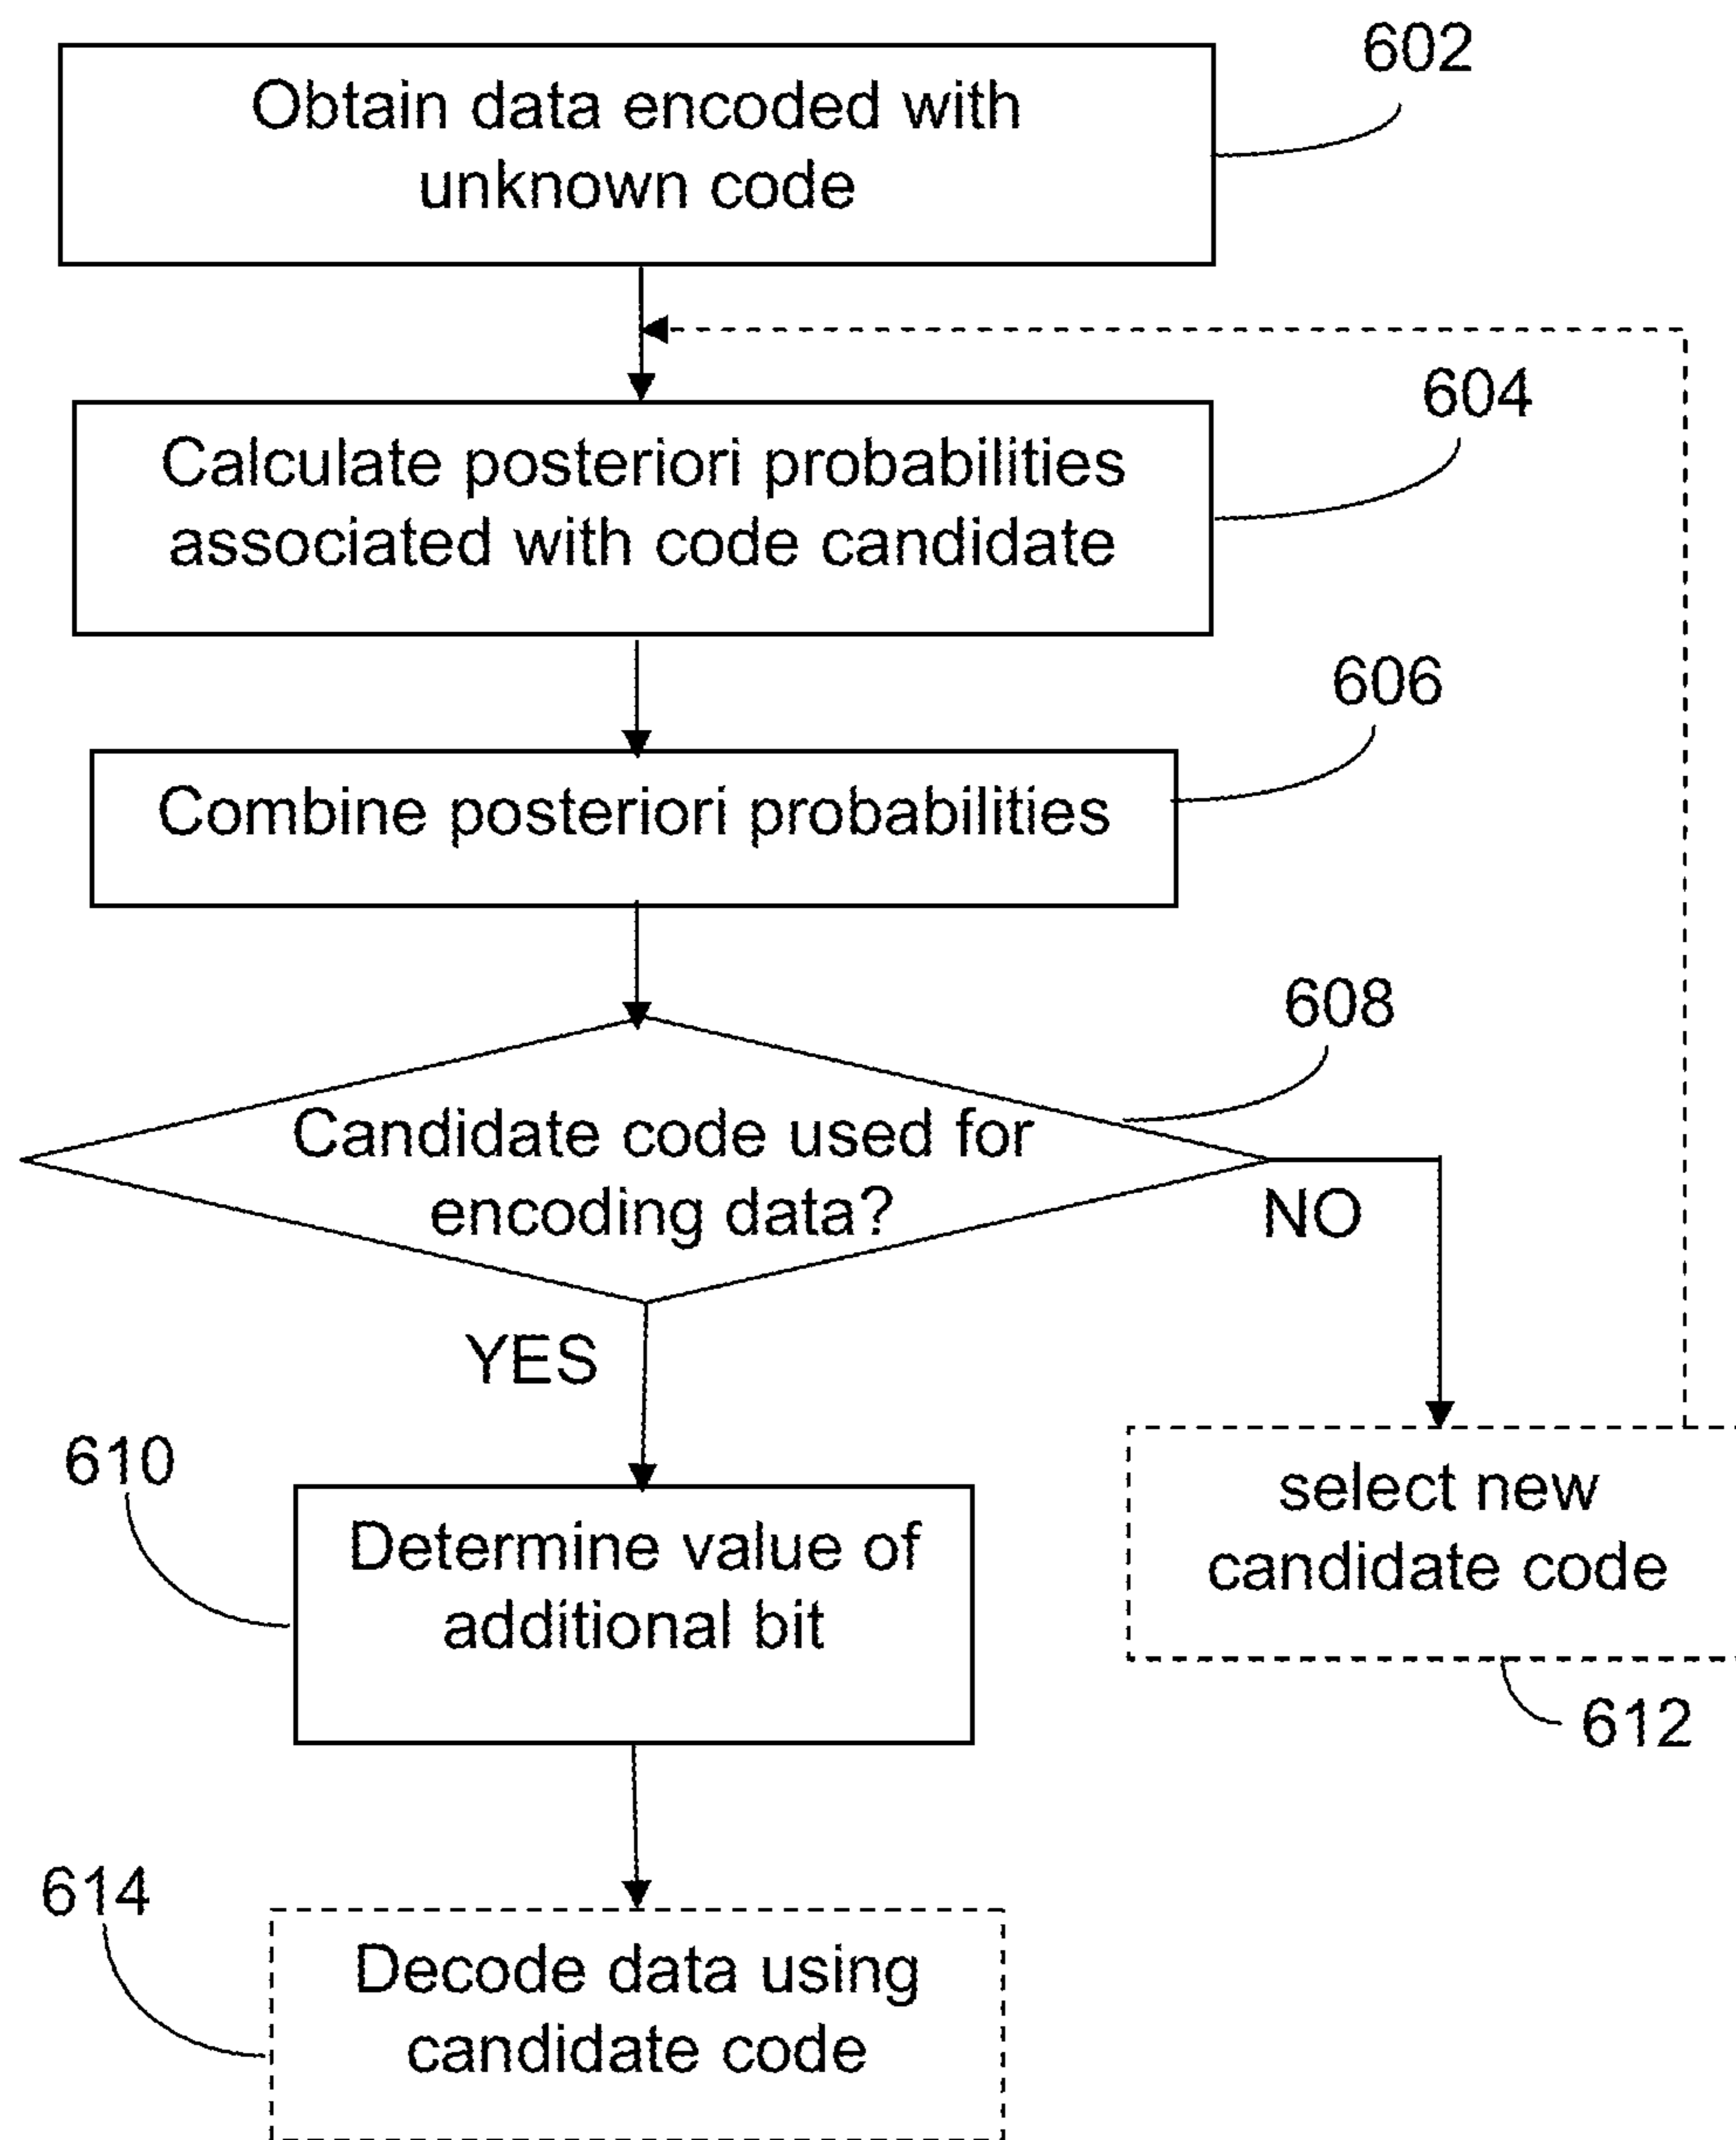 602
Obtain data encoded with
unknown code
604
Calculate posteriori probabilities
associated with code candidate
606
Combine posteriori probabilities
608
Candidate code used for
encoding data?
NO
YES
610
Determine value of
additional bit
select new
candidate code
612
614
Decode data using
candidate code